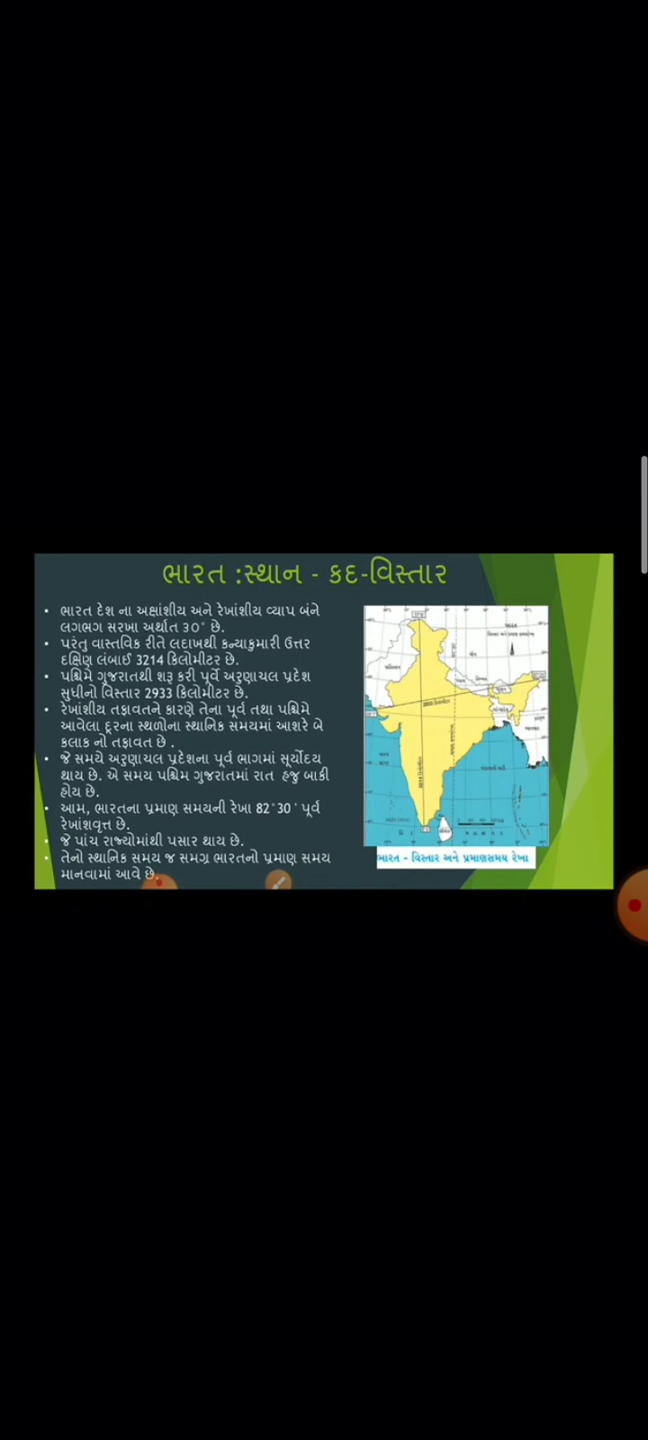 ભારત :સ્થાન - કદ-વિસ્તાર
• ભારત દેશ ના અક્ષાંશીય અને રેખાંશીય વ્યાપ બંને
લગભગ સરખા અર્થાત 30° છે.
• પરંતુ વાસ્તવિક રીતે લદાખથી કન્યાકુમારી ઉત્તર
દક્ષિણ લંબાઈ 3214 કિલોમીટર છે.
• પશ્ચિમે ગુજરાતથી શરૂ કરી પૂર્વે અરુણાચલ પ્રદેશ
સુધીનો વિસ્તાર 2933 કિલોમીટર છે.
• રેખાંશીય તફાવતને કારણે તેના પૂર્વ તથા પશ્ચિમે
આવેલા દૂરના સ્થળોના સ્થાનિક સમયમાં આશરે બે
કલાક નો તફાવત છે .
• જે સમયે અરુણાચલ પ્રદેશના પૂર્વ ભાગમાં સૂર્યોદય
થાય છે. એ સમય પશ્ચિમ ગુજરાતમાં રાત હજુ બાકી
હોય છે.
• આમ, ભારતના પ્રમાણ સમયની રેખા 82°30' પૂર્વ
રેખાંશવૃત્ત છે.
• જે પાંચ રાજ્યોમાંથી પસાર થાય છે.
• તેનો સ્થાનિક સમય જ સમગ્ર ભારતનો પ્રમાણ સમય
માનવામાં આવે છે.
ભારત - વિસ્તાર અને પ્રમાણસમય રેખા